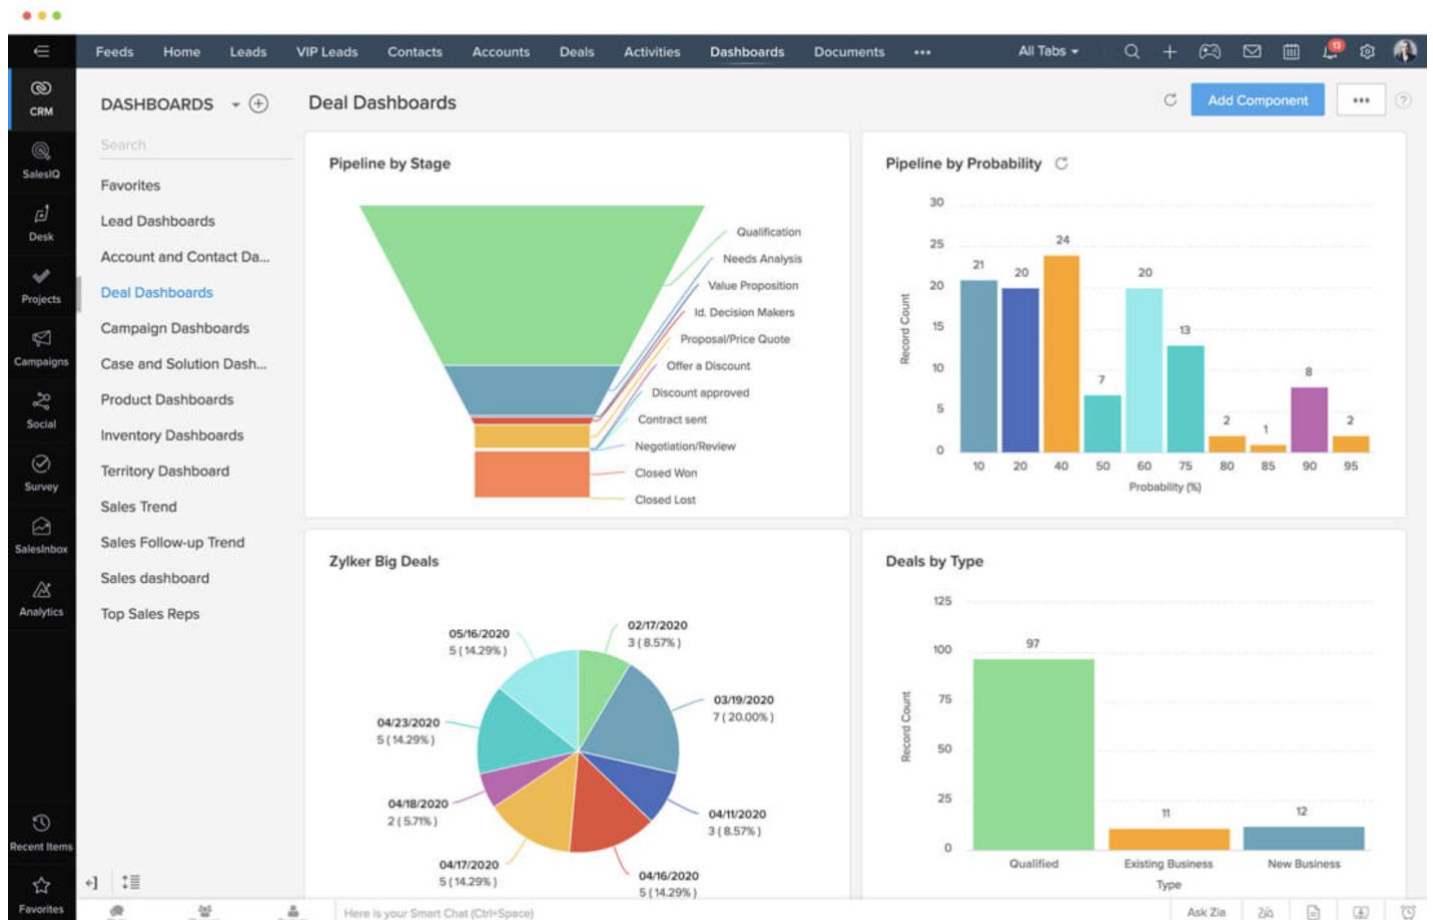 Feeds Home Leads VIP Leads Contacts Accounts Deals Activities Dashboards Documents ••• All Tabs
13
CRM
SalesIQ
Desk
Projects
Campaigns
Social
Survey
SalesInbox
Analytics
Recent Items
Favorites
DASHBOARDS
Search
Favorites
Lead Dashboards
Account and Contact Da...
Deal Dashboards
Campaign Dashboards
Case and Solution Dash...
Product Dashboards
Inventory Dashboards
Territory Dashboard
Sales Trend
Sales Follow-up Trend
Sales dashboard
Top Sales Reps
Deal Dashboards
Add Component
•••
?
Pipeline by Stage
Qualification
Needs Analysis
Value Proposition
Id. Decision Makers
Proposal/Price Quote
Offer a Discount
Discount approved
Contract sent
Negotiation/Review
Closed Won
Closed Lost
Pipeline by Probability
30
25
20
15
10
5
0
Record Count
21 20 24 7 20 13 2 1 8 2
10 20 40 50 60 75 80 85 90 95
Probability (%)
Zylker Big Deals
02/17/2020
3 ( 8.57% )
03/19/2020
7 ( 20.00% )
04/11/2020
3 ( 8.57% )
04/16/2020
5 ( 14.29% )
04/17/2020
5 ( 14.29% )
04/18/2020
2 ( 5.71% )
04/23/2020
5 ( 14.29% )
05/16/2020
5 ( 14.29% )
Deals by Type
125
100
75
50
25
0
Record Count
97 11 12
Qualified Existing Business New Business
Type
Here is your Smart Chat (Ctrl+Space)
Ask Zia